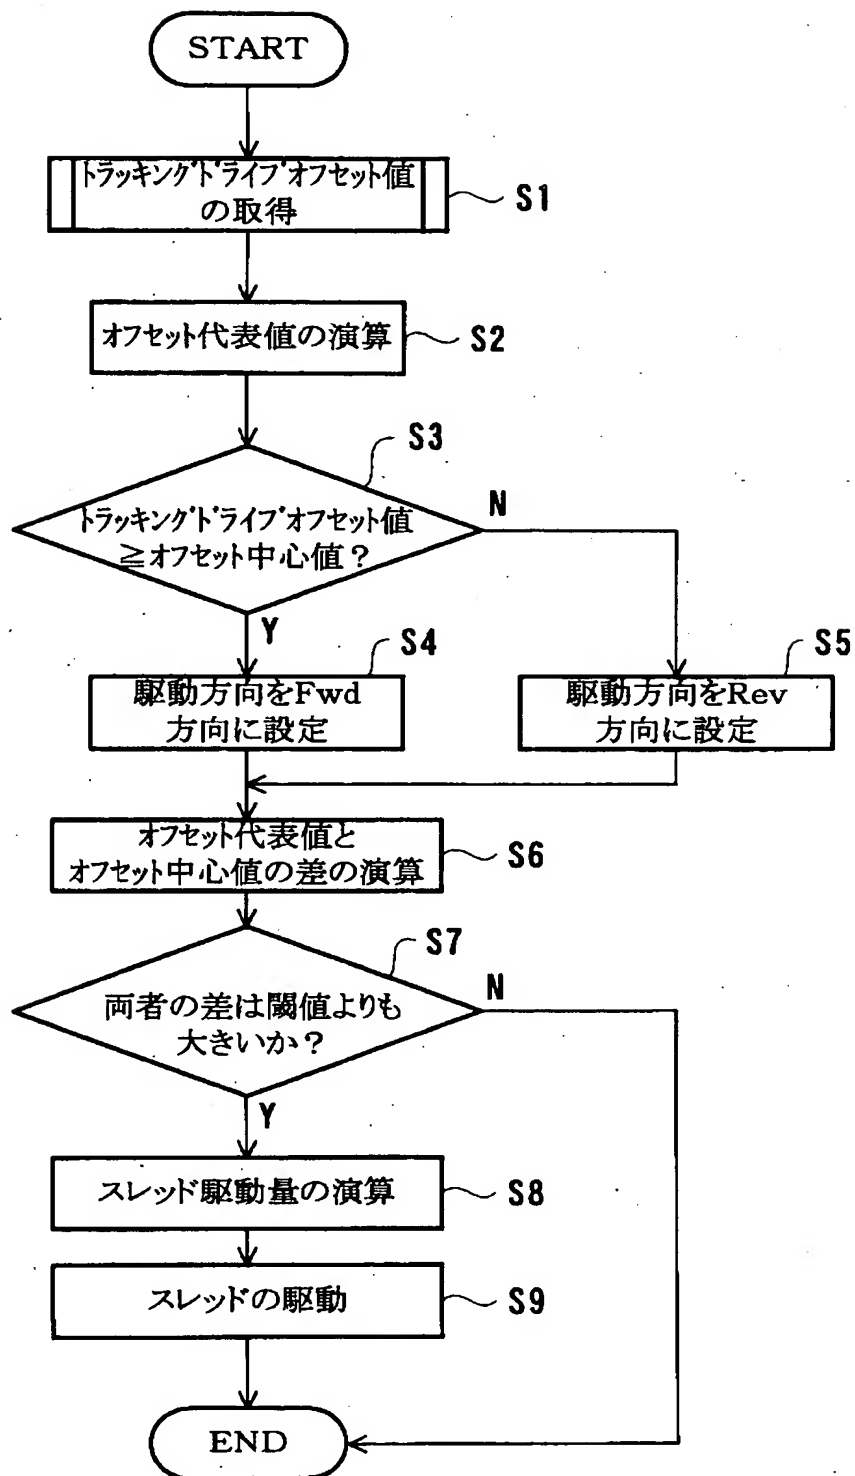 START
トラッキングドライブオフセット値
の取得
S1
オフセット代表値の演算
S2
S3
トラッキングドライブオフセット値
≧オフセット中心値?
N
Y
S4
駆動方向をFwd
方向に設定
S5
駆動方向をRev
方向に設定
オフセット代表値と
オフセット中心値の差の演算
S6
S7
両者の差は閾値よりも
大きいか?
N
Y
スレッド駆動量の演算
S8
スレッドの駆動
S9
END